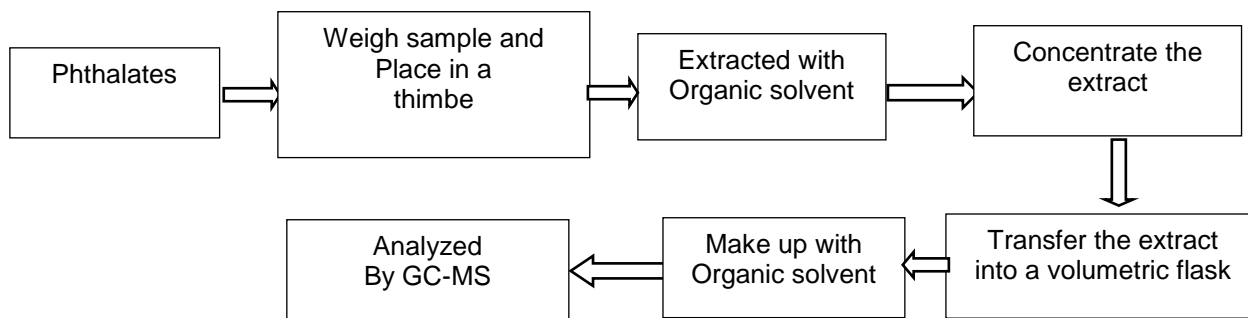 Phthalates
Weigh sample and
Place in a
thimbe
Extracted with
Organic solvent
Concentrate the
extract
Transfer the extract
into a volumetric flask
Make up with
Organic solvent
Analyzed
By GC-MS